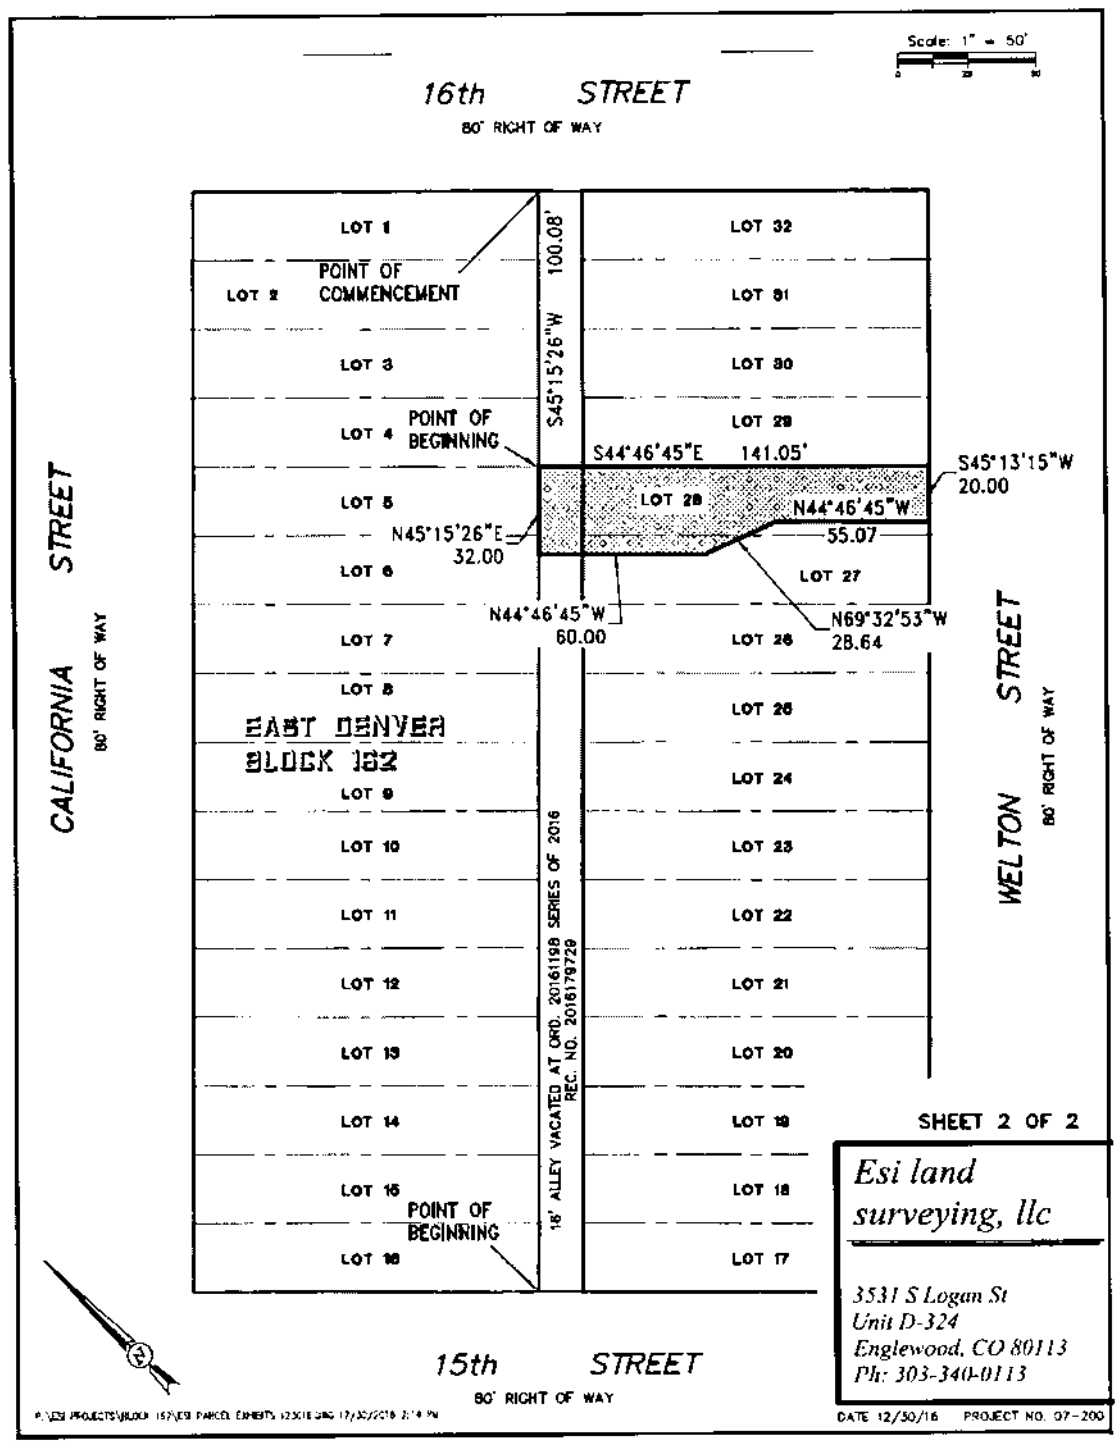 Scale: 1" = 50'
16th STREET
80' RIGHT OF WAY
LOT 1
LOT 32
100.08'
POINT OF
COMMENCEMENT
LOT 2
LOT 31
LOT 3
LOT 30
S45°15'26"W
LOT 4
LOT 29
POINT OF
BEGINNING
S44°46'45"E 141.05'
S45°13'15"W
20.00
LOT 5
LOT 28
N44°46'45"W
55.07
N45°15'26"E
32.00
LOT 6
LOT 27
N44°46'45"W
60.00
N69°32'53"W
28.64
LOT 7
LOT 26
LOT 8
LOT 25
EAST DENVER
BLOCK 162
LOT 24
LOT 9
LOT 10
LOT 23
LOT 11
LOT 22
LOT 12
LOT 21
LOT 13
LOT 20
LOT 14
LOT 19
LOT 15
LOT 18
POINT OF
BEGINNING
LOT 16
LOT 17
16' ALLEY VACATED AT ORD. 20161198 SERIES OF 2016
REC. NO. 2016179729
CALIFORNIA STREET
80' RIGHT OF WAY
WELTON STREET
80' RIGHT OF WAY
15th STREET
80' RIGHT OF WAY
SHEET 2 OF 2
Esi land
surveying, llc
3531 S Logan St
Unit D-324
Englewood, CO 80113
Ph: 303-340-0113
DATE 12/30/16 PROJECT NO. 07-200